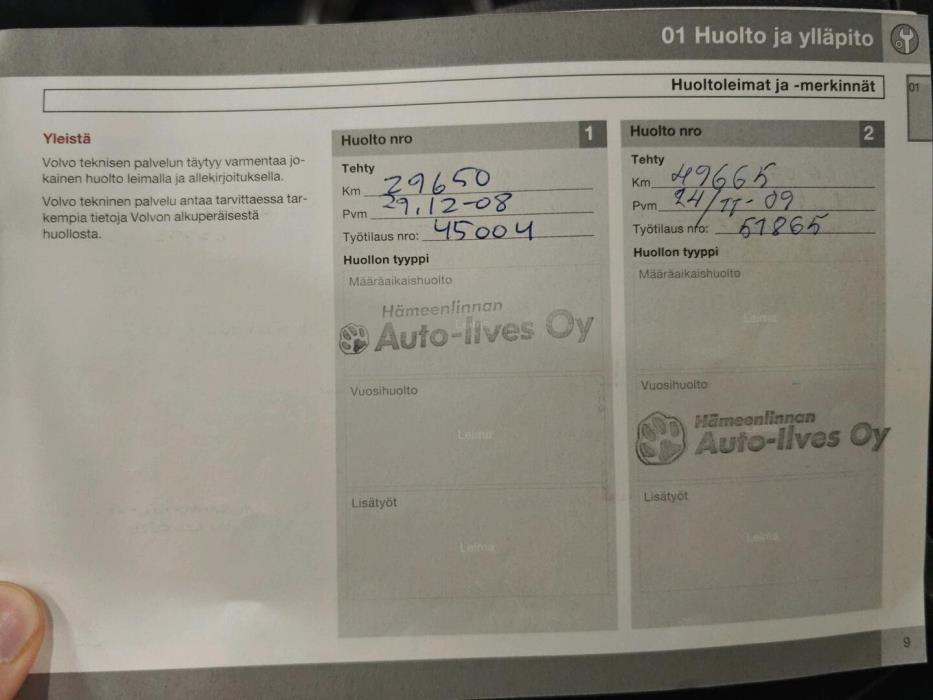 01 Huolto ja ylläpito
Huoltoleimat ja -merkinnät
01
Yleistä
Volvo teknisen palvelun täytyy varmentaa jo-
kainen huolto leimalla ja allekirjoituksella.
Volvo tekninen palvelu antaa tarvittaessa tar-
kempia tietoja Volvon alkuperäisestä
huollosta.
Huolto nro 1
Tehty
Km 29650
Pvm 29.12-08
Työtilaus nro: 45004
Huollon tyyppi
Määräaikaishuolto
Hämeenlinnan
Auto-Ilves Oy
Vuosihuolto
Leima
Lisätyöt
Leima
Huolto nro 2
Tehty
Km 49665
Pvm 24/11-09
Työtilaus nro: 51865
Huollon tyyppi
Määräaikaishuolto
Leima
Vuosihuolto
Hämeenlinnan
Auto-Ilves Oy
Lisätyöt
Leima
9